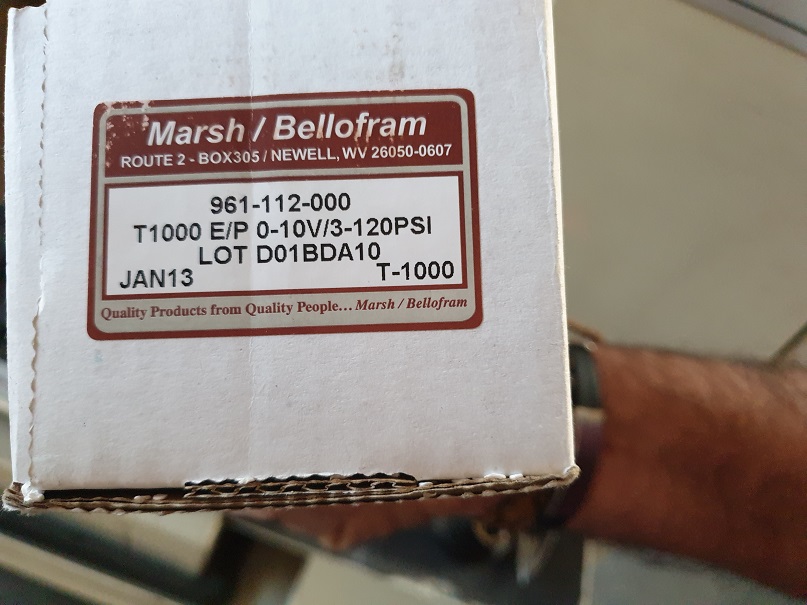 Marsh / Bellofram
ROUTE 2 - BOX305 / NEWELL, WV 26050-0607
961-112-000
T1000 E/P 0-10V/3-120PSI
LOT D01BDA10
JAN13 T-1000
Quality Products from Quality People... Marsh / Bellofram